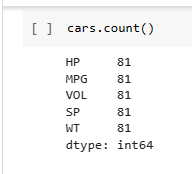 [ ] cars.count()
HP 81
MPG 81
VOL 81
SP 81
WT 81
dtype: int64